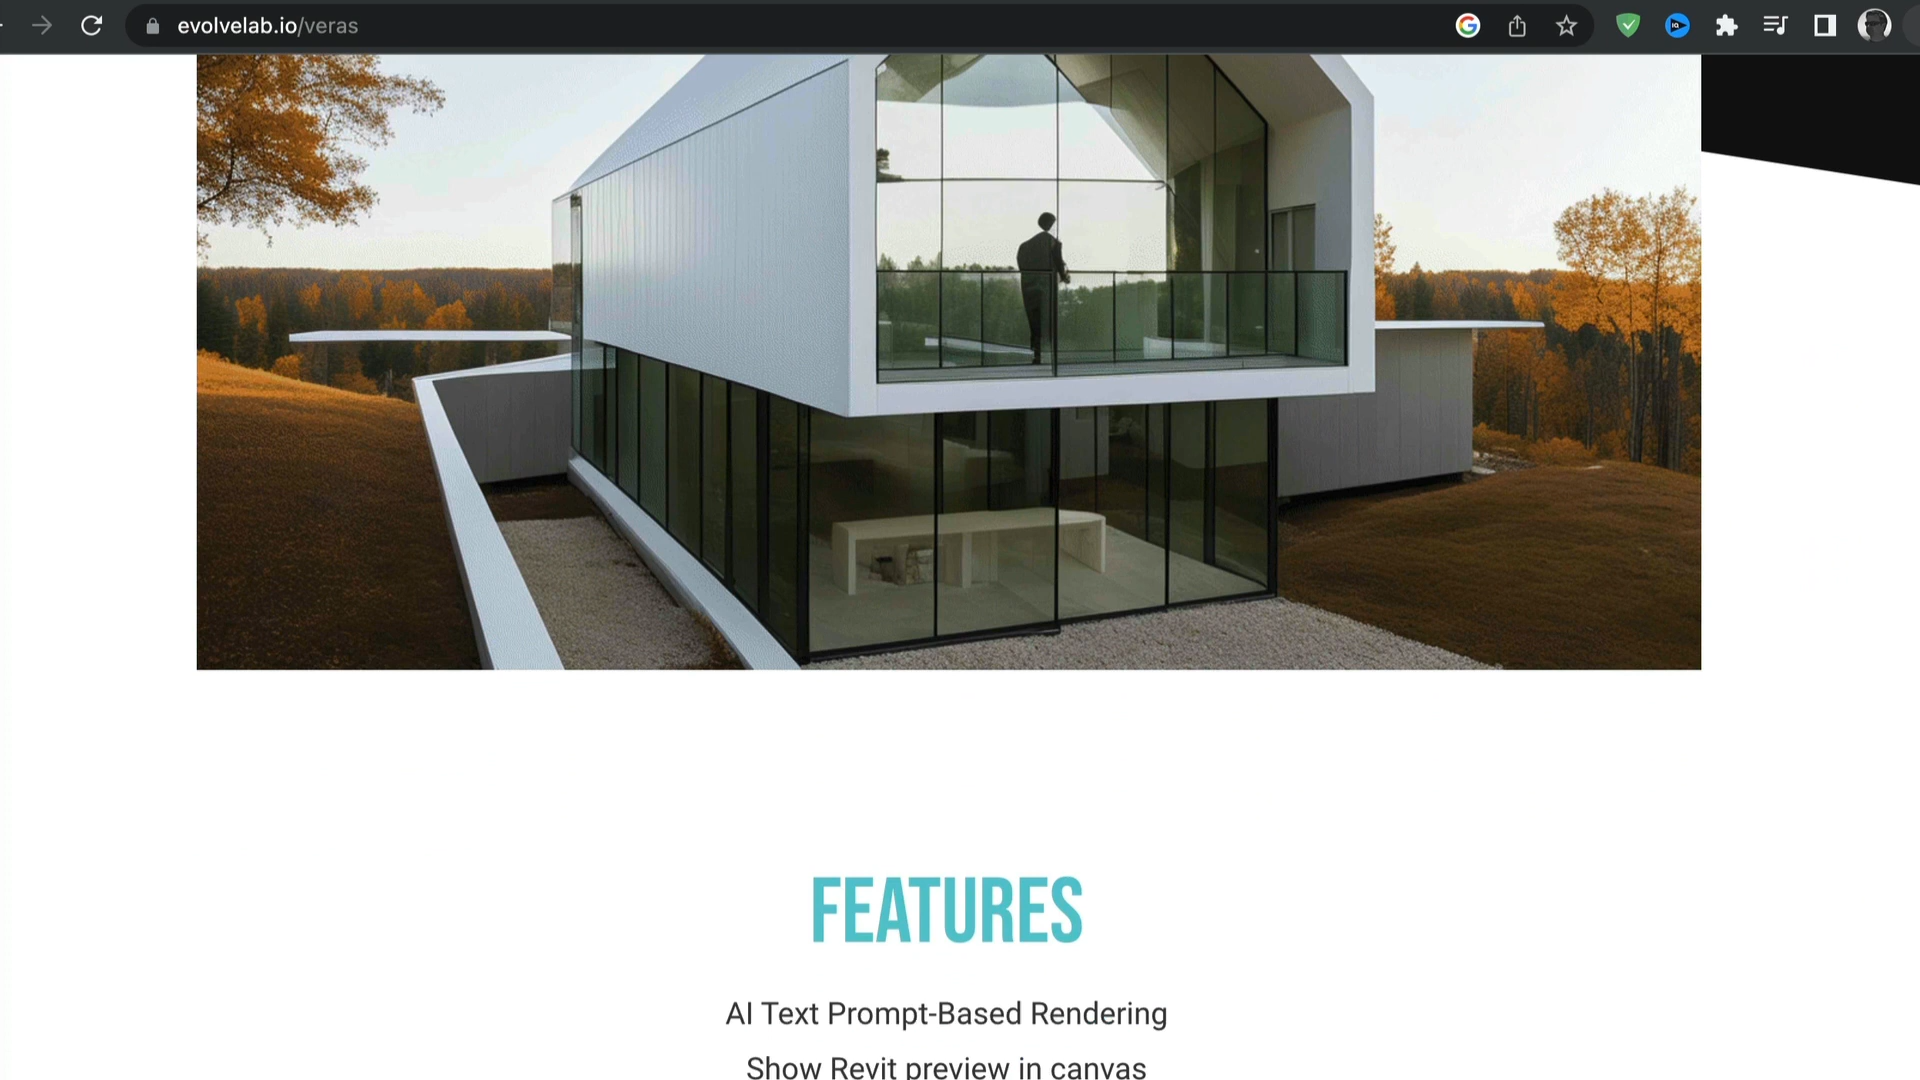 evolvelab.io/veras
FEATURES
AI Text Prompt-Based Rendering
Show Revit preview in canvas